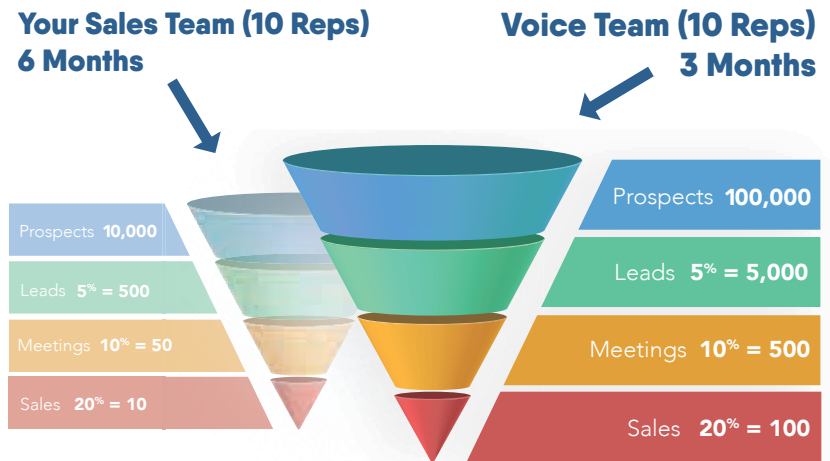 Your Sales Team (10 Reps)
6 Months
Voice Team (10 Reps)
3 Months
Prospects 10,000
Leads 5% = 500
Meetings 10% = 50
Sales 20% = 10
Prospects 100,000
Leads 5% = 5,000
Meetings 10% = 500
Sales 20% = 100